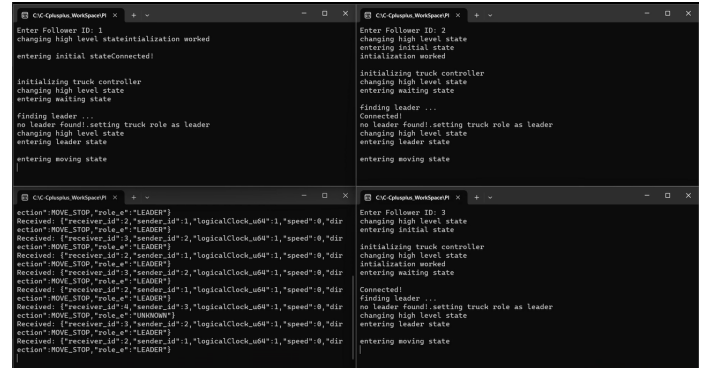 C:\C-Cplusplus_WorkSpace\Pl
Enter Follower ID: 1
changing high level stateintialization worked
entering initial stateConnected!
initializing truck controller
changing high level state
entering waiting state
finding leader ...
no leader found!.setting truck role as leader
changing high level state
entering leader state
entering moving state
C:\C-Cplusplus_WorkSpace\Pl
Enter Follower ID: 2
changing high level state
entering initial state
intialization worked
initializing truck controller
changing high level state
entering waiting state
finding leader ...
Connected!
no leader found!.setting truck role as leader
changing high level state
entering leader state
entering moving state
C:\C-Cplusplus_WorkSpace\Pl
ection":MOVE_STOP,"role_e":"LEADER"}
Received: {"receiver_id":2,"sender_id":1,"logicalClock_u64":1,"speed":0,"dir
ection":MOVE_STOP,"role_e":"LEADER"}
Received: {"receiver_id":3,"sender_id":2,"logicalClock_u64":1,"speed":0,"dir
ection":MOVE_STOP,"role_e":"LEADER"}
Received: {"receiver_id":2,"sender_id":1,"logicalClock_u64":1,"speed":0,"dir
ection":MOVE_STOP,"role_e":"LEADER"}
Received: {"receiver_id":3,"sender_id":2,"logicalClock_u64":1,"speed":0,"dir
ection":MOVE_STOP,"role_e":"LEADER"}
Received: {"receiver_id":2,"sender_id":1,"logicalClock_u64":1,"speed":0,"dir
ection":MOVE_STOP,"role_e":"LEADER"}
Received: {"receiver_id":4,"sender_id":3,"logicalClock_u64":1,"speed":0,"dir
ection":MOVE_STOP,"role_e":"UNKNOWN"}
Received: {"receiver_id":3,"sender_id":2,"logicalClock_u64":1,"speed":0,"dir
ection":MOVE_STOP,"role_e":"LEADER"}
Received: {"receiver_id":2,"sender_id":1,"logicalClock_u64":1,"speed":0,"dir
ection":MOVE_STOP,"role_e":"LEADER"}
C:\C-Cplusplus_WorkSpace\Pl
Enter Follower ID: 3
changing high level state
entering initial state
initializing truck controller
changing high level state
intialization worked
entering waiting state
Connected!
finding leader ...
no leader found!.setting truck role as leader
changing high level state
entering leader state
entering moving state